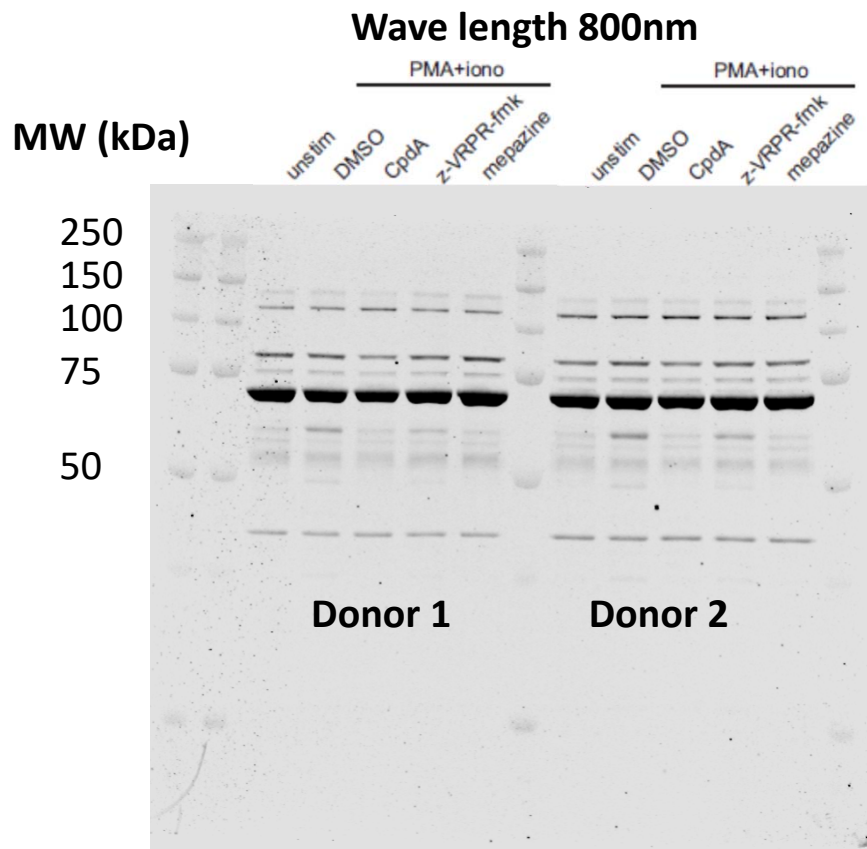 Wave length 800nm
PMA+iono
PMA+iono
MW (kDa)
unstim
DMSO
CpdA
z-VRPR-fmk
mepazine
unstim
DMSO
CpdA
z-VRPR-fmk
mepazine
250
150
100
75
50
Donor 1
Donor 2